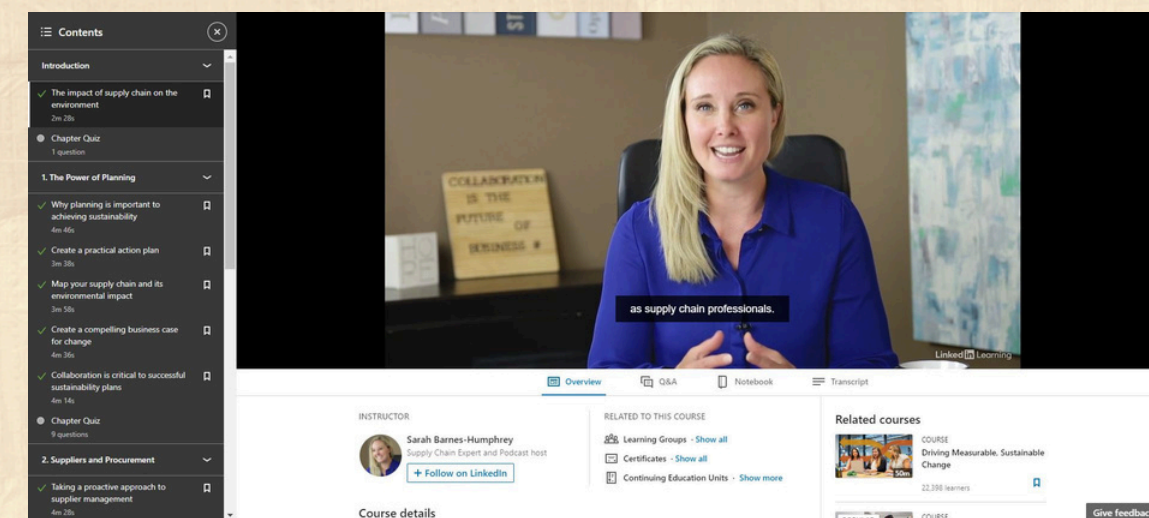 Contents
Introduction
The impact of supply chain on the
environment
2m 28s
Chapter Quiz
1 question
1. The Power of Planning
Why planning is important to
achieving sustainability
4m 46s
Create a practical action plan
3m 38s
Map your supply chain and its
environmental impact
3m 50s
Create a compelling business case
for change
4m 36s
Collaboration is critical to successful
sustainability plans
4m 14s
Chapter Quiz
9 questions
2. Suppliers and Procurement
Taking a proactive approach to
supplier management
4m 28s
COLLABORATION
IS THE
FUTURE
OF
BUSINESS #
as supply chain professionals.
Linked in Learning
Overview
Q&A
Notebook
Transcript
INSTRUCTOR
Sarah Barnes-Humphrey
Supply Chain Expert and Podcast host
+ Follow on LinkedIn
RELATED TO THIS COURSE
Learning Groups · Show all
Certificates · Show all
Continuing Education Units · Show more
Related courses
COURSE
Driving Measurable, Sustainable
Change
50m
22,398 learners
COURSE
Course details
Give feedbac